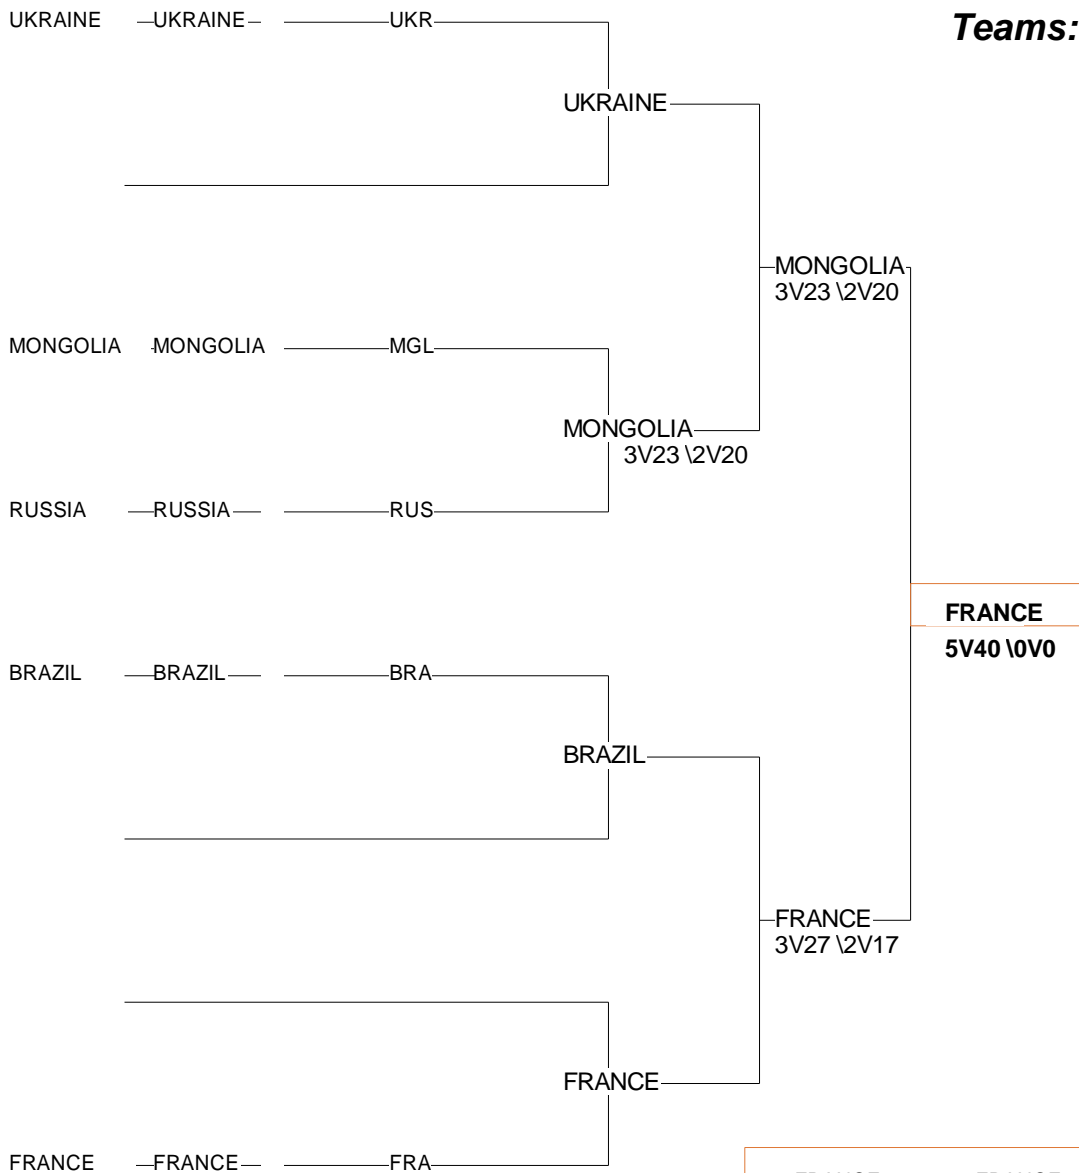 UKRAINE UKRAINE UKR
Teams:
UKRAINE
MONGOLIA
3V23 \2V20
MONGOLIA MONGOLIA MGL
MONGOLIA
3V23 \2V20
RUSSIA RUSSIA RUS
FRANCE
5V40 \0V0
BRAZIL BRAZIL BRA
BRAZIL
FRANCE
3V27 \2V17
FRANCE
FRANCE FRANCE FRA